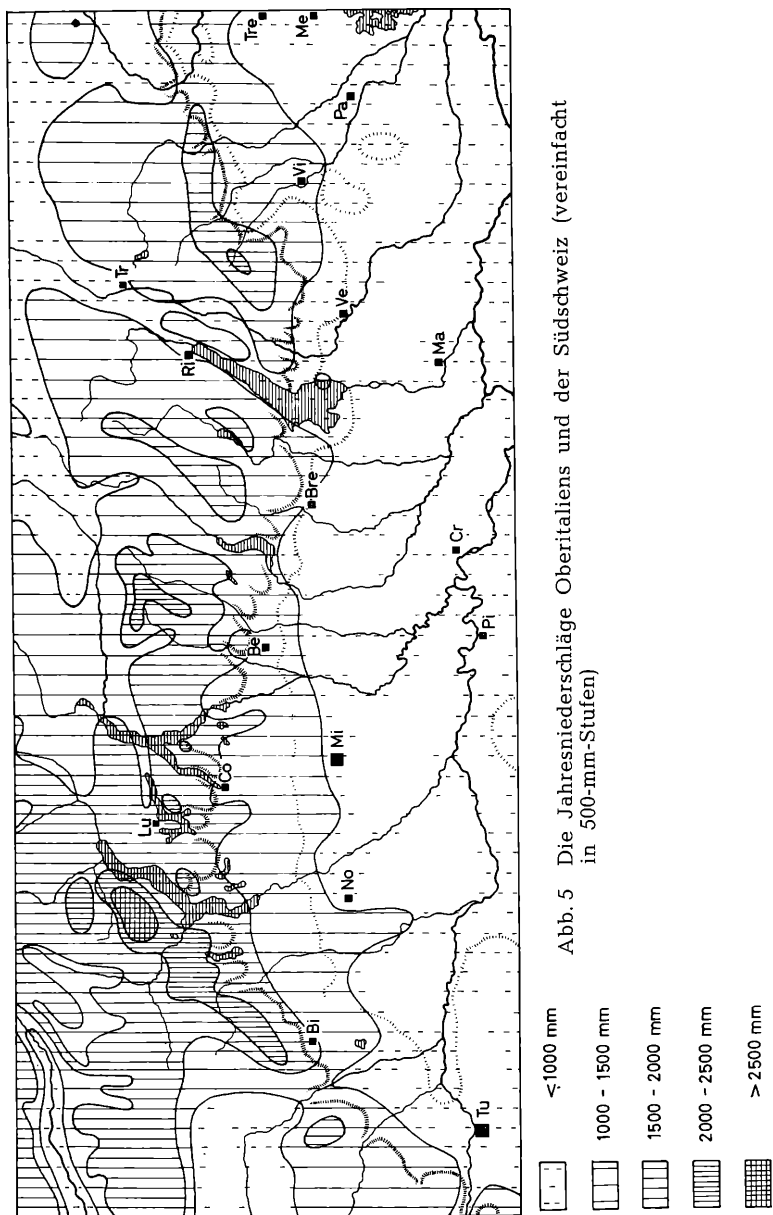 Tre
Me
Pa
Vi
Tr
Ve
Ri
Ma
Bre
Cr
Be
Pi
Mi
Co
Lu
No
Bi
Tu
<1000 mm
1000 - 1500 mm
1500 - 2000 mm
2000 - 2500 mm
>2500 mm
Abb. 5 Die Jahresniederschläge Oberitaliens und der Südschweiz (vereinfacht
in 500-mm-Stufen)